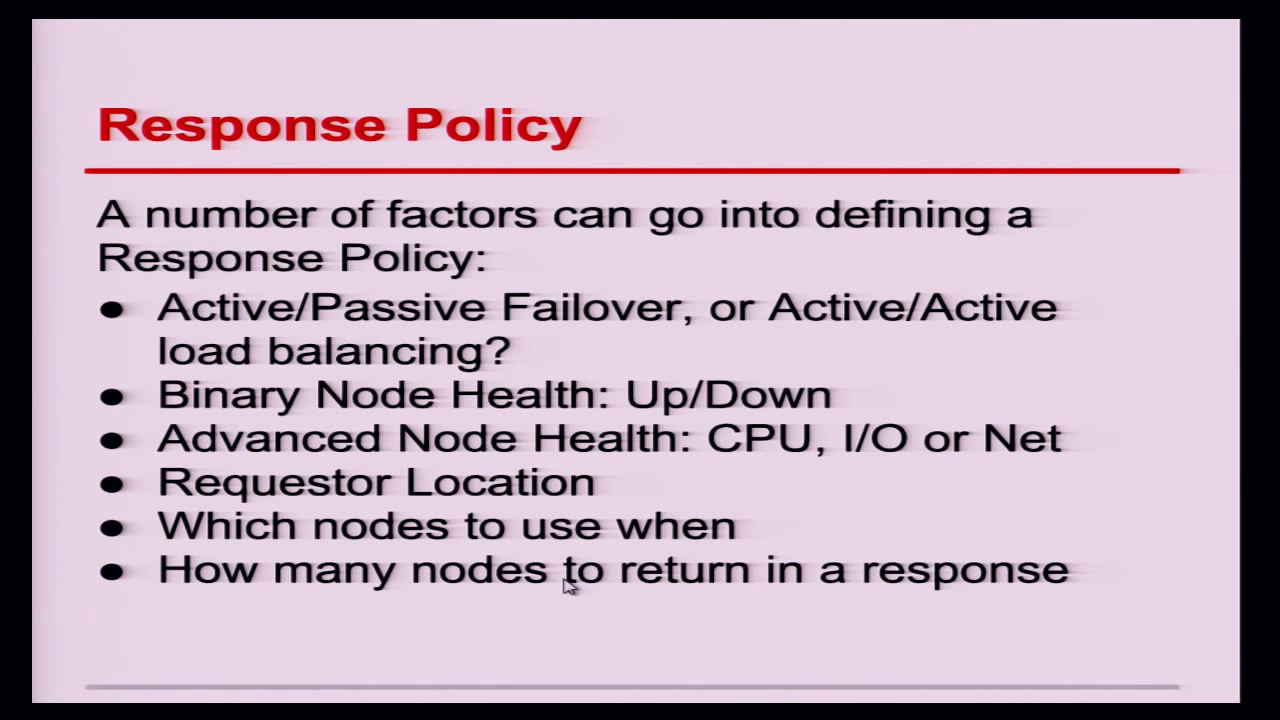 Response Policy
A number of factors can go into defining a
Response Policy:
● Active/Passive Failover, or Active/Active
load balancing?
● Binary Node Health: Up/Down
● Advanced Node Health: CPU, I/O or Net
● Requestor Location
● Which nodes to use when
● How many nodes to return in a response